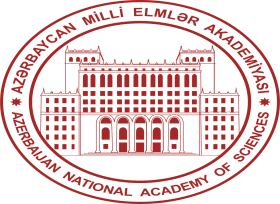 AZƏRBAYCAN MİLLİ ELMLƏR AKADEMİYASI
AZERBAIJAN NATIONAL ACADEMY OF SCIENCES